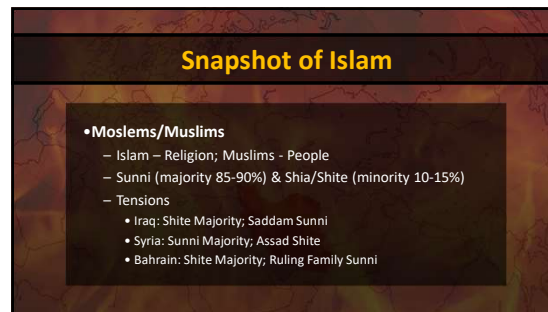 Snapshot of Islam
•Moslems/Muslims
– Islam – Religion; Muslims - People
– Sunni (majority 85-90%) & Shia/Shite (minority 10-15%)
– Tensions
• Iraq: Shite Majority; Saddam Sunni
• Syria: Sunni Majority; Assad Shite
• Bahrain: Shite Majority; Ruling Family Sunni